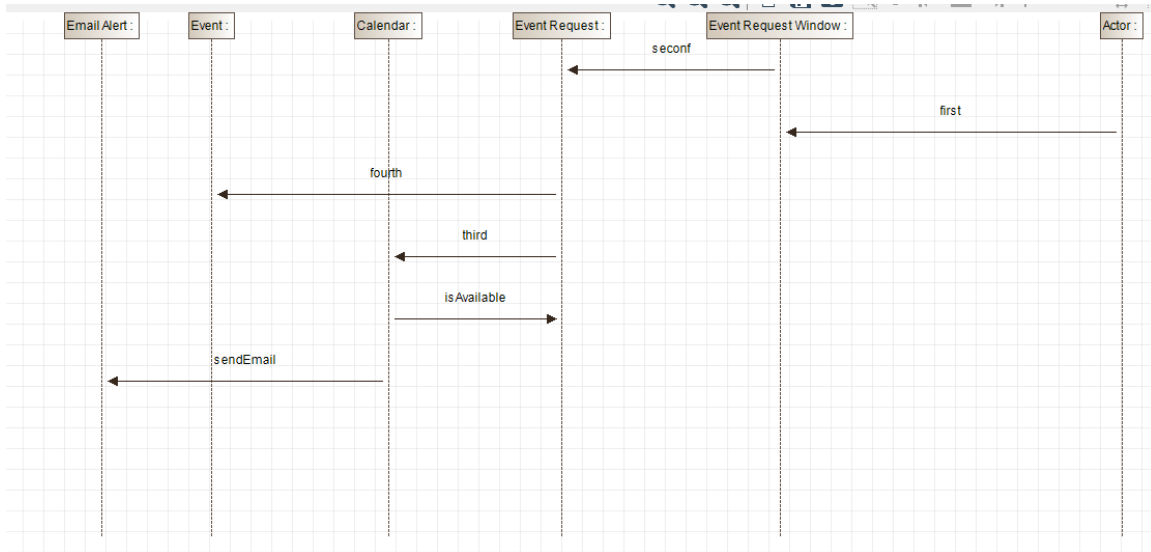 Email Alert :
Event :
Calendar :
Event Request :
Event Request Window :
Actor :
seconf
first
fourth
third
isAvailable
sendEmail